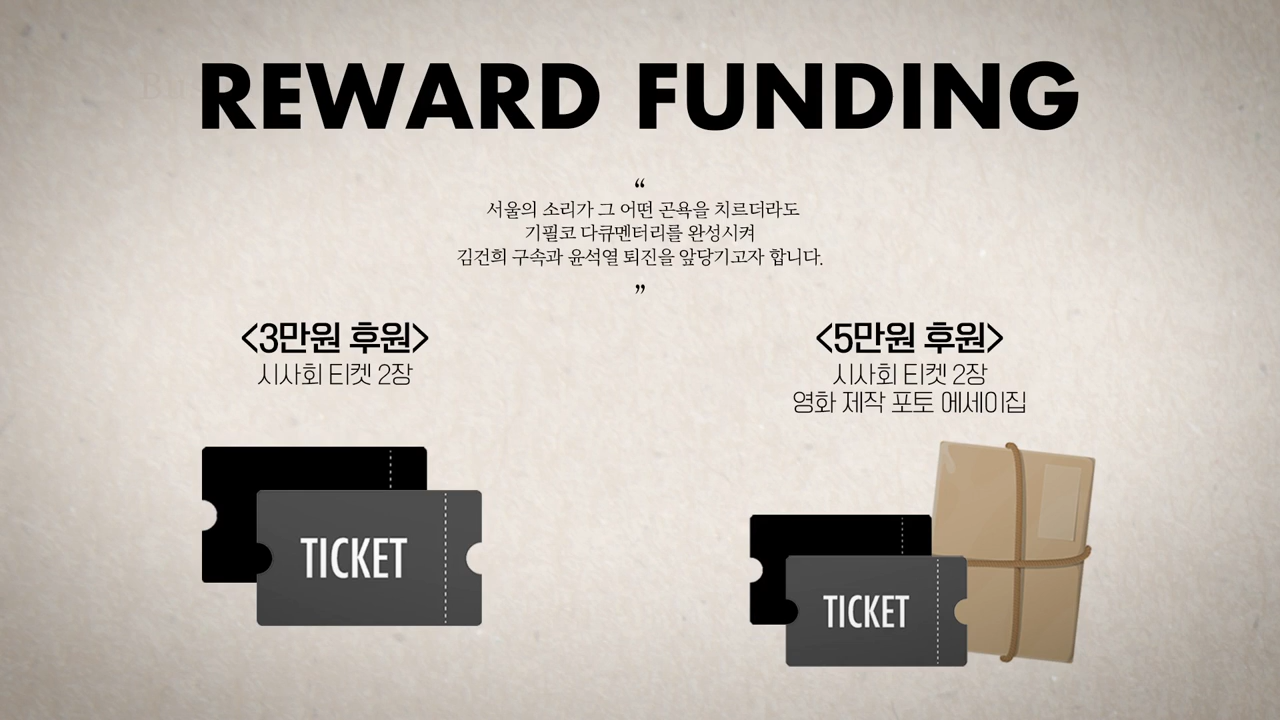 REWARD FUNDING
“
서울의 소리가 그 어떤 곤욕을 치르더라도
기필코 다큐멘터리를 완성시켜
김건희 구속과 윤석열 퇴진을 앞당기고자 합니다.
”
<3만원 후원>
시사회 티켓 2장
<5만원 후원>
시사회 티켓 2장
영화 제작 포토 에세이집
TICKET
TICKET